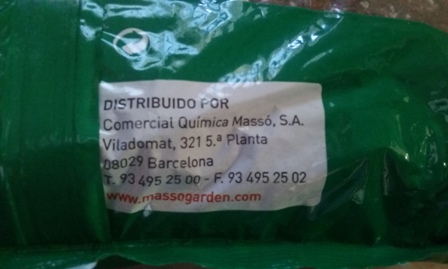 DISTRIBUIDO POR
Comercial Química Massó, S.A.
Viladomat, 321 5.ª Planta
08029 Barcelona
T. 93 495 25 00 - F. 93 495 25 02
www.massogarden.com